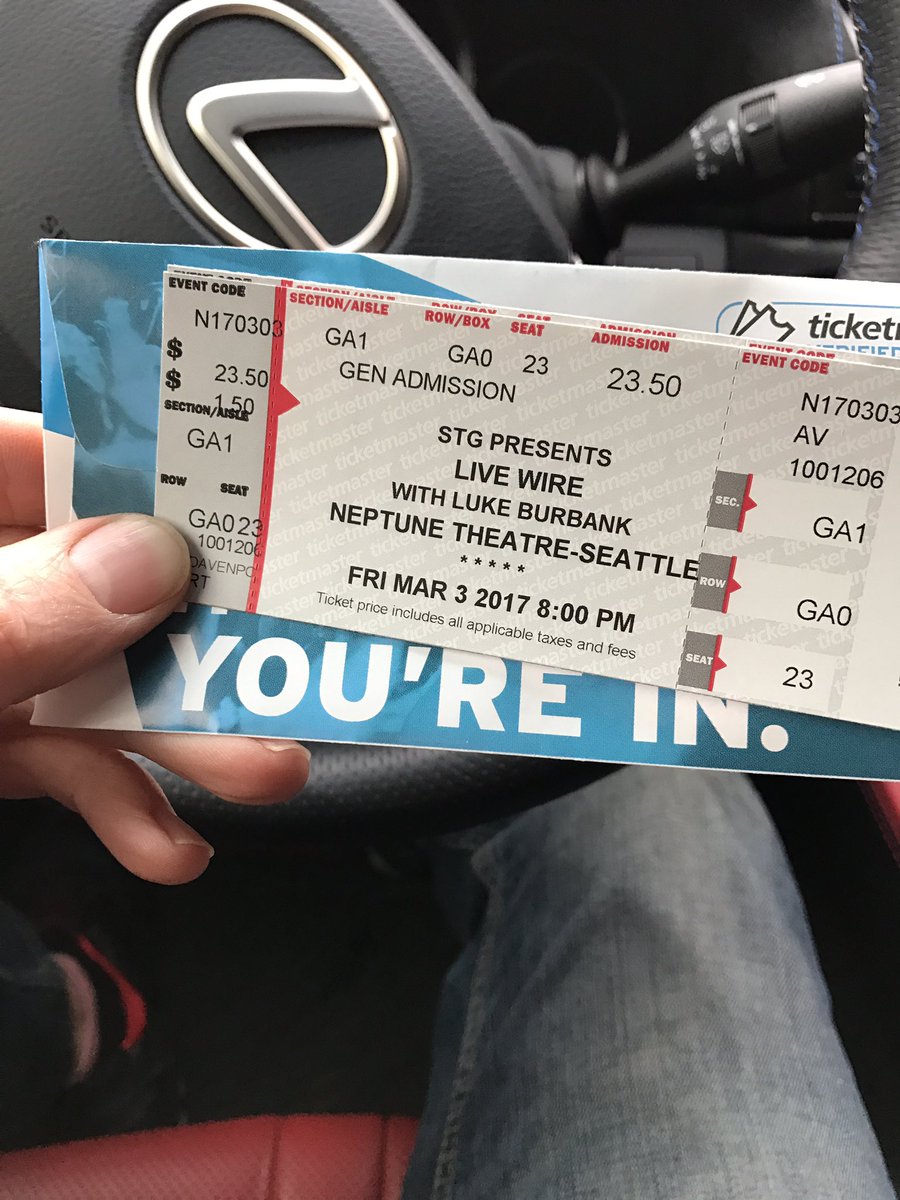 EVENT CODE
N170303
$
$ 23.50
1.50
SECTION/AISLE
GA1
ROW SEAT
GA0 23
1001206
RT
SECTION/AISLE ROW/BOX SEAT ADMISSION
GA1 GA0 23 23.50
GEN ADMISSION
STG PRESENTS
LIVE WIRE
WITH LUKE BURBANK
NEPTUNE THEATRE-SEATTLE
*****
FRI MAR 3 2017 8:00 PM
Ticket price includes all applicable taxes and fees
EVENT CODE
N170303
AV
1001206
SEC.
GA1
ROW
GA0
SEAT
23
ticketm
YOU'RE IN.